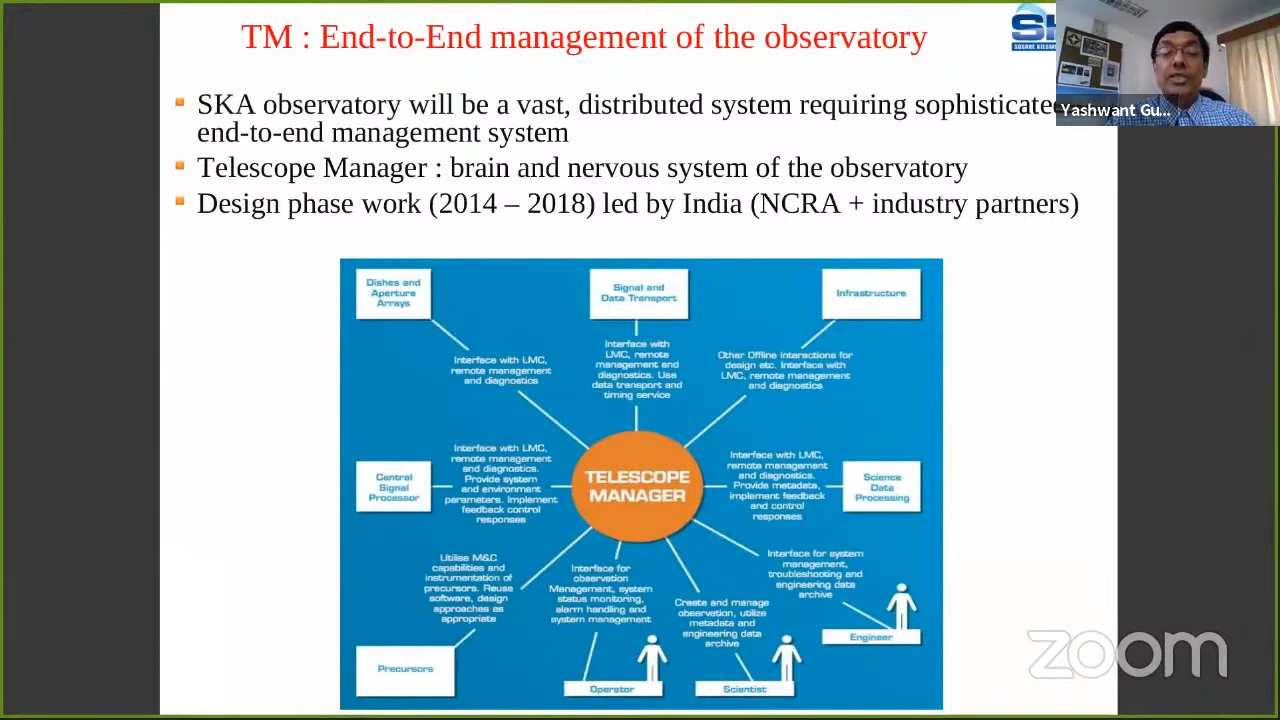 TM : End-to-End management of the observatory
SQUARE KILOME
Yashwant Gu...
SKA observatory will be a vast, distributed system requiring sophisticate
end-to-end management system
Telescope Manager : brain and nervous system of the observatory
Design phase work (2014 – 2018) led by India (NCRA + industry partners)
Dishes and
Aperture
Arrays
Signal and
Data Transport
Infrastructure
Interface with LMC,
remote management
and diagnostics
Interface with
LMC, remote
management and
diagnostics. Use
data transport and
timing service
Other Offline interactions for
design etc. Interface with
LMC, remote management
and diagnostics
Central
Signal
Processor
Interface with LMC,
remote management
and diagnostics.
Provide system
and environment
parameters. Implement
feedback control
responses
TELESCOPE
MANAGER
Interface with LMC,
remote management
and diagnostics.
Provide metadata,
implement feedback
and control
responses
Science
Data
Processing
Utilise M&C
capabilities and
instrumentation of
precursors. Reuse
software, design
approaches as
appropriate
Interface for
observation
Management, system
status monitoring,
alarm handling and
system management
Create and manage
observation, utilize
metadata and
engineering data
archive
Interface for system
management,
troubleshooting and
engineering data
archive
Engineer
Precursors
Operator
Scientist
zoom